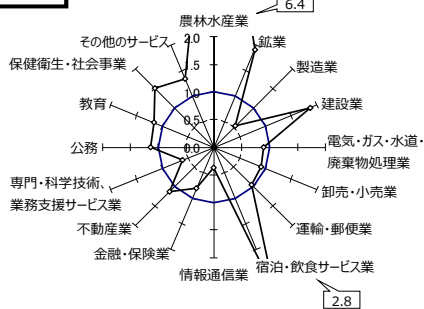 6.4
農林水産業
鉱業
製造業
建設業
電気・ガス・水道・
廃棄物処理業
卸売・小売業
運輸・郵便業
宿泊・飲食サービス業
2.8
情報通信業
金融・保険業
不動産業
専門・科学技術、
業務支援サービス業
公務
教育
保健衛生・社会事業
その他のサービス
2.0
1.5
1.0
0.5
0.0